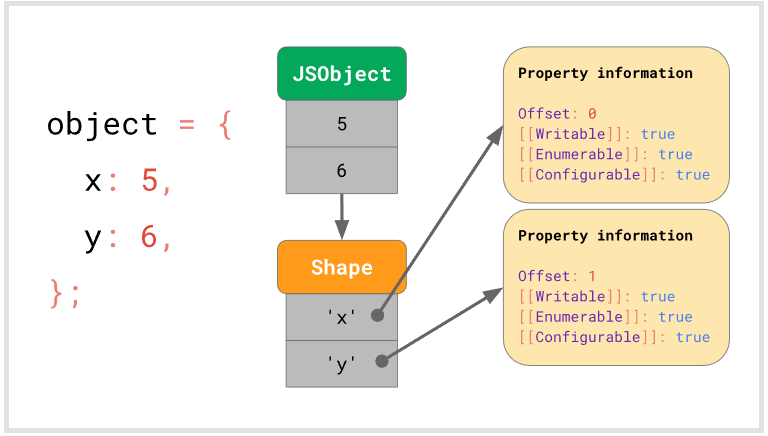 object = {
x: 5,
y: 6,
};
JSObject
5
6
Shape
'x'
'y'
Property information
Offset: 0
[[Writable]]: true
[[Enumerable]]: true
[[Configurable]]: true
Property information
Offset: 1
[[Writable]]: true
[[Enumerable]]: true
[[Configurable]]: true